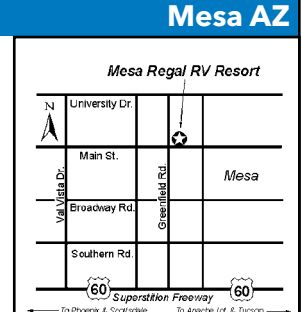 Mesa AZ
Mesa Regal RV Resort
N
University Dr.
Main St.
Mesa
Val Vista Dr.
Greenfield Rd.
Broadway Rd.
Southern Rd.
60
Superstition Freeway
60
To Phoenix & Scottsdale
To Apache Jct. & Tucson